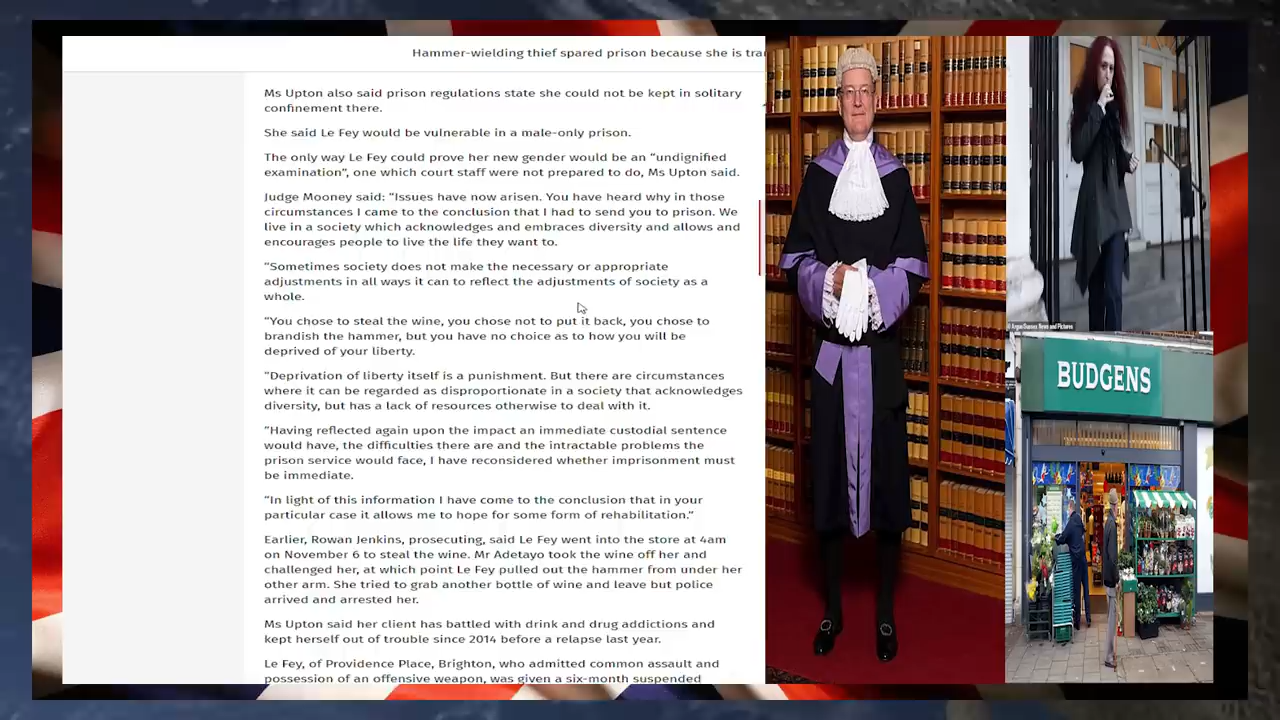 Hammer-wielding thief spared prison because she is tran
Ms Upton also said prison regulations state she could not be kept in solitary
confinement there.
She said Le Fey would be vulnerable in a male-only prison.
The only way Le Fey could prove her new gender would be an “undignified
examination”, one which court staff were not prepared to do, Ms Upton said.
Judge Mooney said: “Issues have now arisen. You have heard why in those
circumstances I came to the conclusion that I had to send you to prison. We
live in a society which acknowledges and embraces diversity and allows and
encourages people to live the life they want to.
“Sometimes society does not make the necessary or appropriate
adjustments in all ways it can to reflect the adjustments of society as a
whole.
“You chose to steal the wine, you chose not to put it back, you chose to
brandish the hammer, but you have no choice as to how you will be
deprived of your liberty.
“Deprivation of liberty itself is a punishment. But there are circumstances
where it can be regarded as disproportionate in a society that acknowledges
diversity, but has a lack of resources otherwise to deal with it.
“Having reflected again upon the impact an immediate custodial sentence
would have, the difficulties there are and the intractable problems the
prison service would face, I have reconsidered whether imprisonment must
be immediate.
“In light of this information I have come to the conclusion that in your
particular case it allows me to hope for some form of rehabilitation.”
Earlier, Rowan Jenkins, prosecuting, said Le Fey went into the store at 4am
on November 6 to steal the wine. Mr Adetayo took the wine off her and
challenged her, at which point Le Fey pulled out the hammer from under her
other arm. She tried to grab another bottle of wine and leave but police
arrived and arrested her.
Ms Upton said her client has battled with drink and drug addictions and
kept herself out of trouble since 2014 before a relapse last year.
Le Fey, of Providence Place, Brighton, who admitted common assault and
possession of an offensive weapon, was given a six-month suspended
News and Pictures
BUDGENS